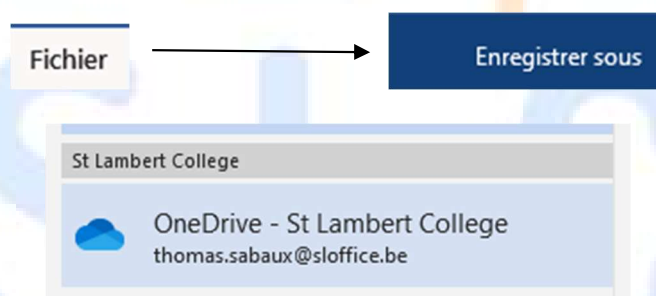 Fichier
Enregistrer sous
St Lambert College
OneDrive - St Lambert College
thomas.sabaux@sloffice.be